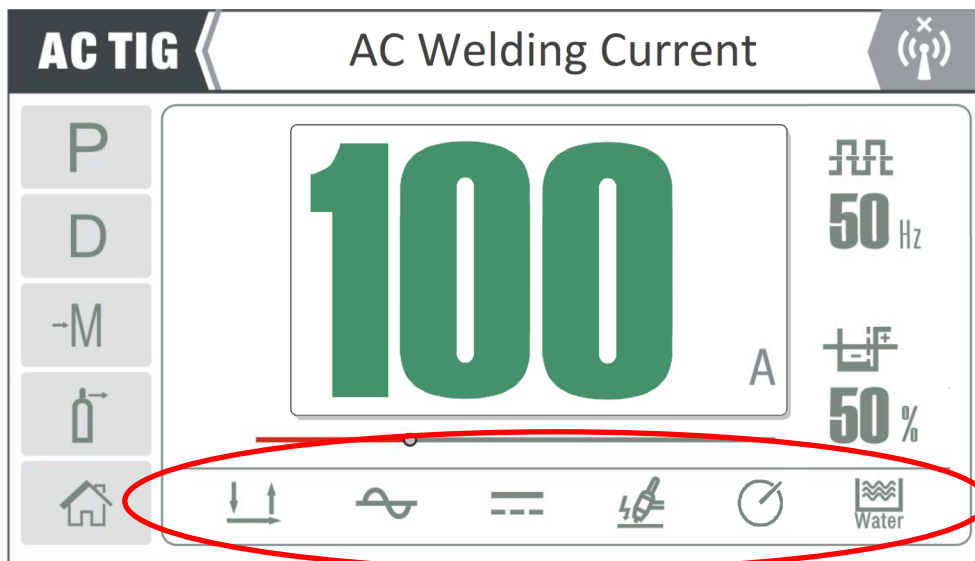 AC TIG
AC Welding Current
P
D
→M
100
A
50 Hz
50 %
Water